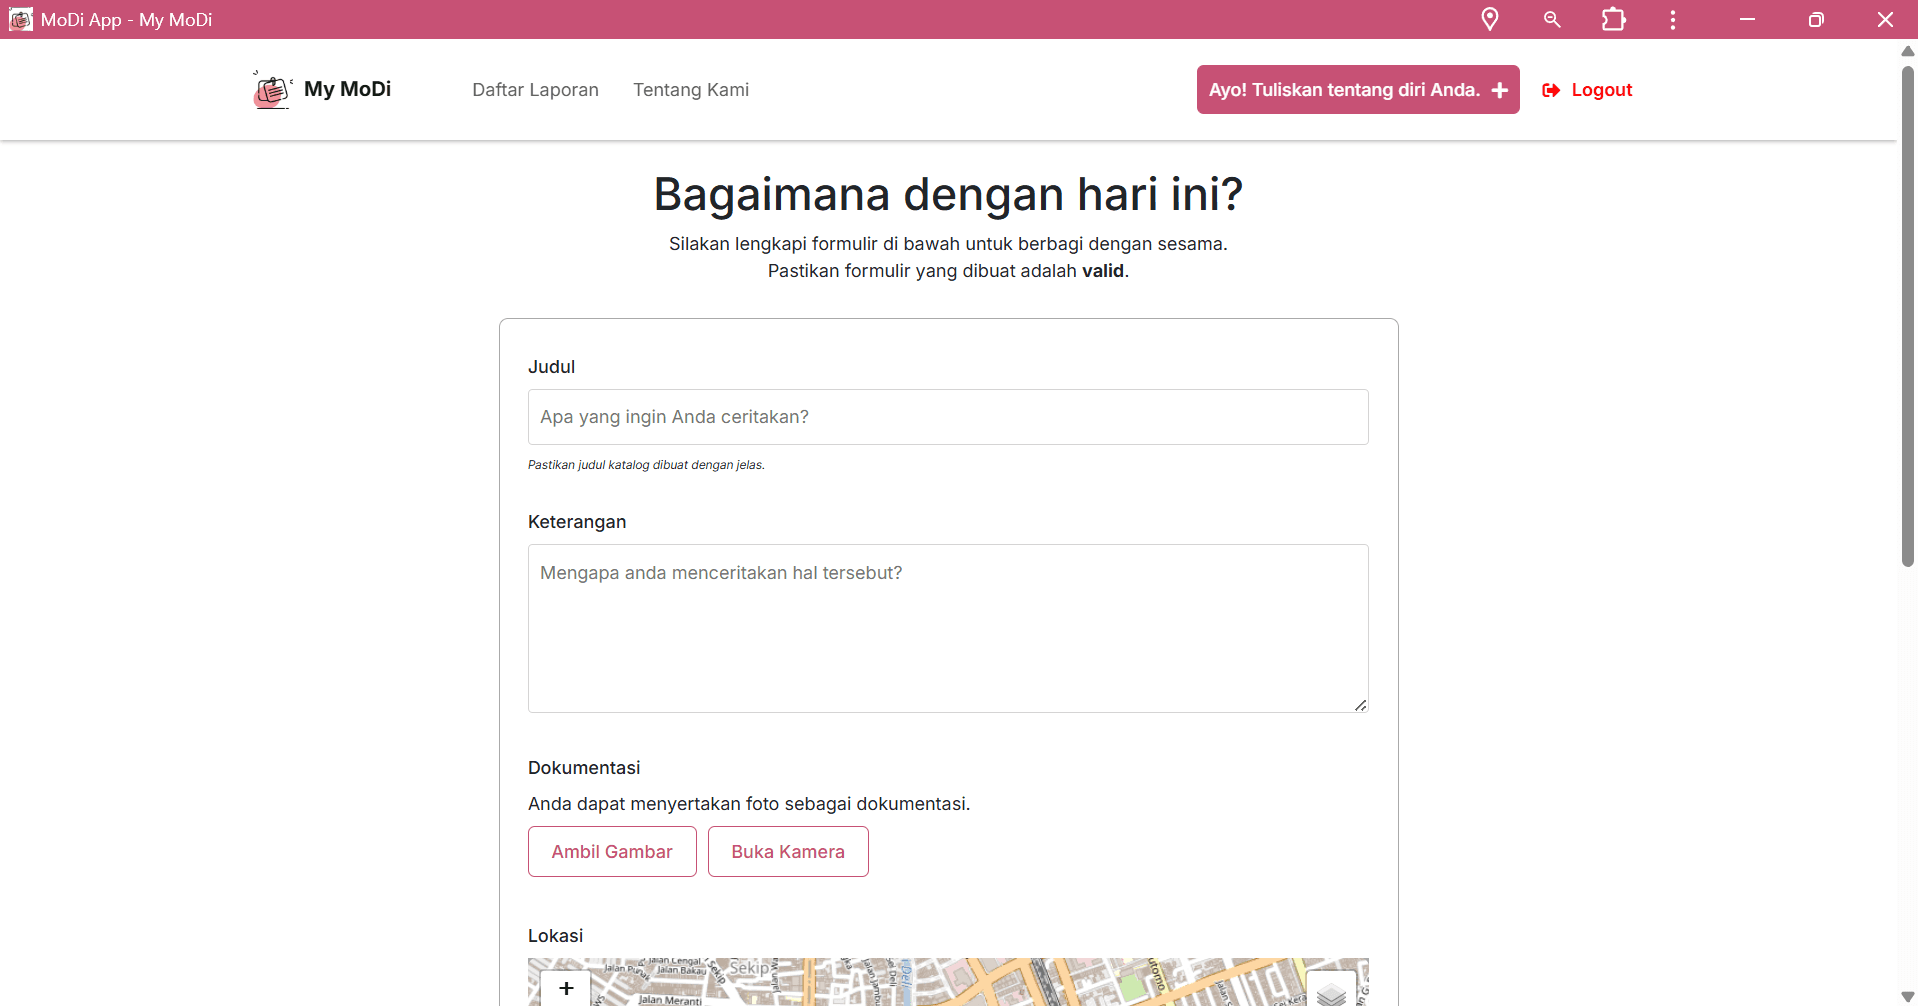 MoDi App - My MoDi
My MoDi
Daftar Laporan
Tentang Kami
Ayo! Tuliskan tentang diri Anda. +
Logout
Bagaimana dengan hari ini?
Silakan lengkapi formulir di bawah untuk berbagi dengan sesama.
Pastikan formulir yang dibuat adalah valid.
Judul
Apa yang ingin Anda ceritakan?
Pastikan judul katalog dibuat dengan jelas.
Keterangan
Mengapa anda menceritakan hal tersebut?
Dokumentasi
Anda dapat menyertakan foto sebagai dokumentasi.
Ambil Gambar
Buka Kamera
Lokasi
+
Jalan Bakau
Sekip
Jalan Meranti